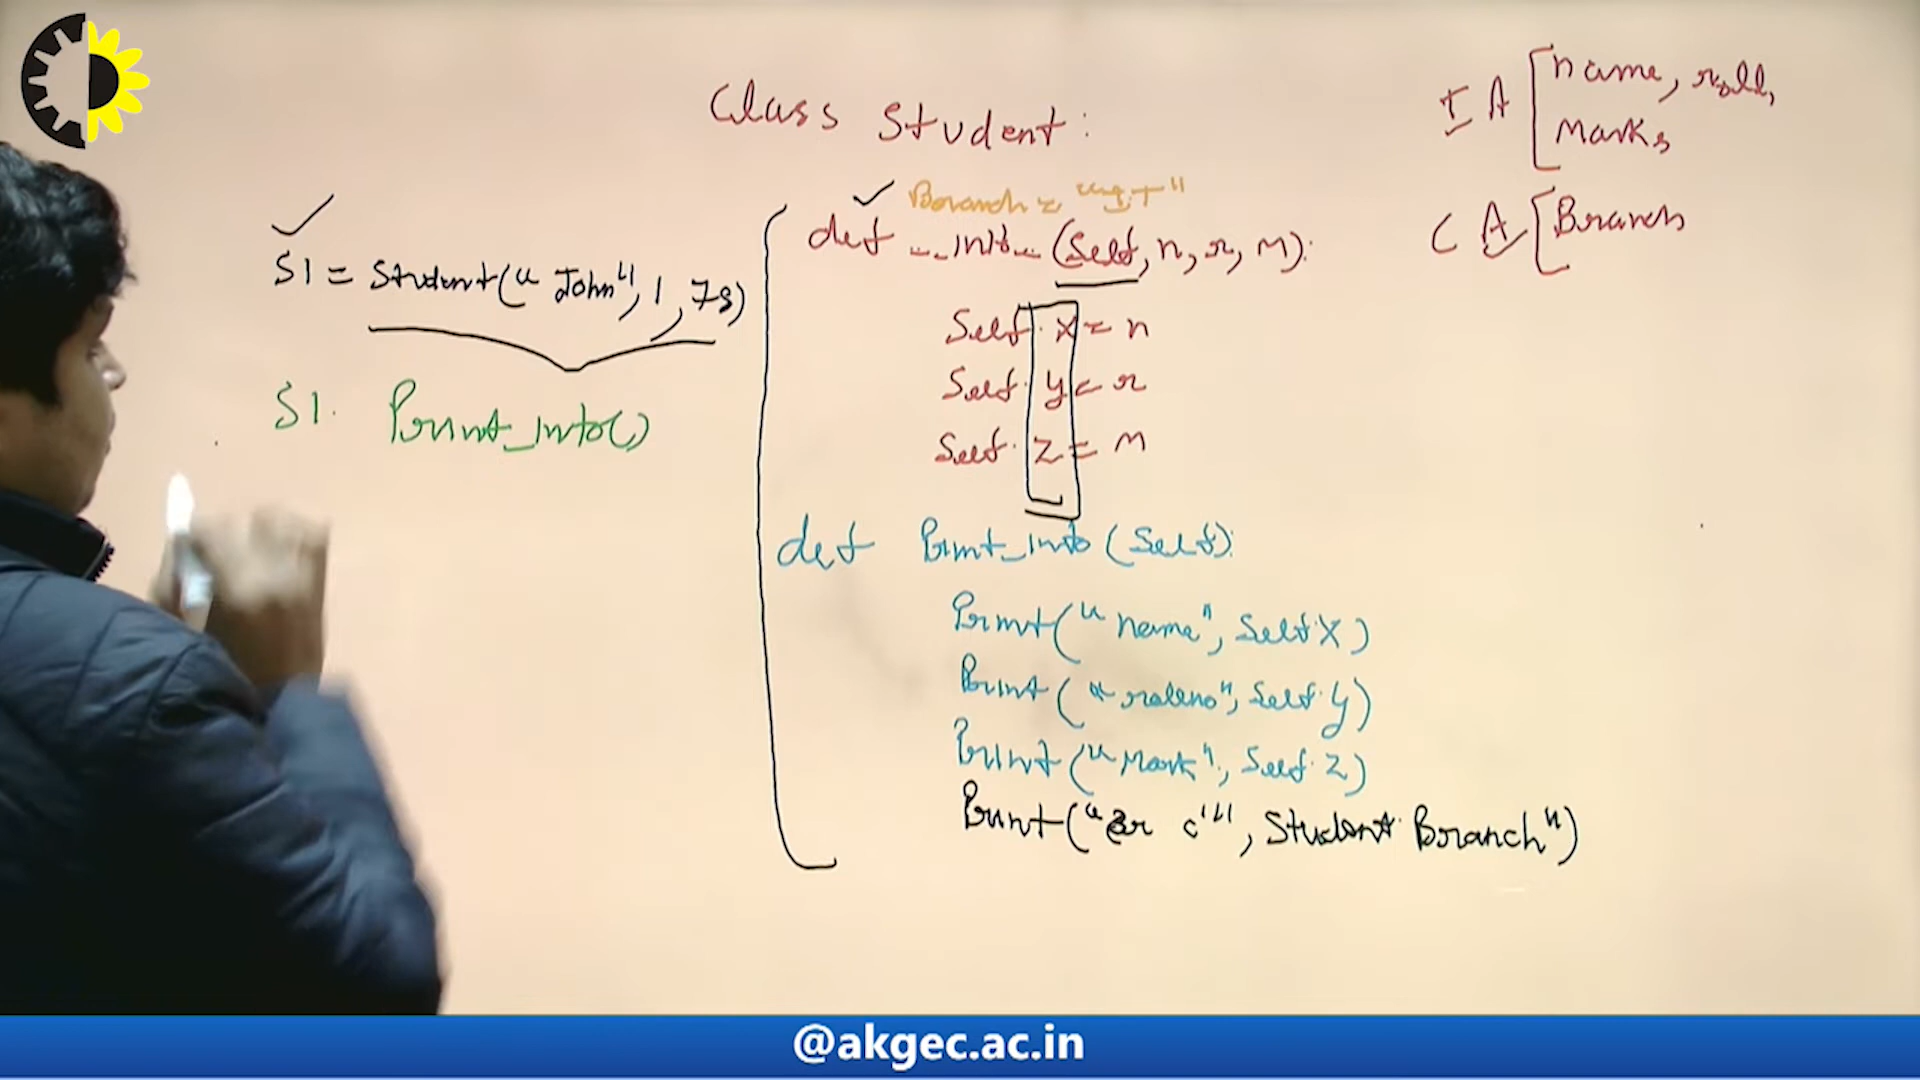 Class Student:
Branch = "I.T"
def __init__(self, n, r, m):
self.x = n
self.y = r
self.z = m
def Print_info(self):
Print("name", self.x)
Print("rollno", self.y)
Print("Mark", self.z)
Print(" ", Student.Branch")
S1 = Student("John", 1, 78)
S1. Print_info()
I A [name, roll,
marks
C A [Branch
@akgec.ac.in